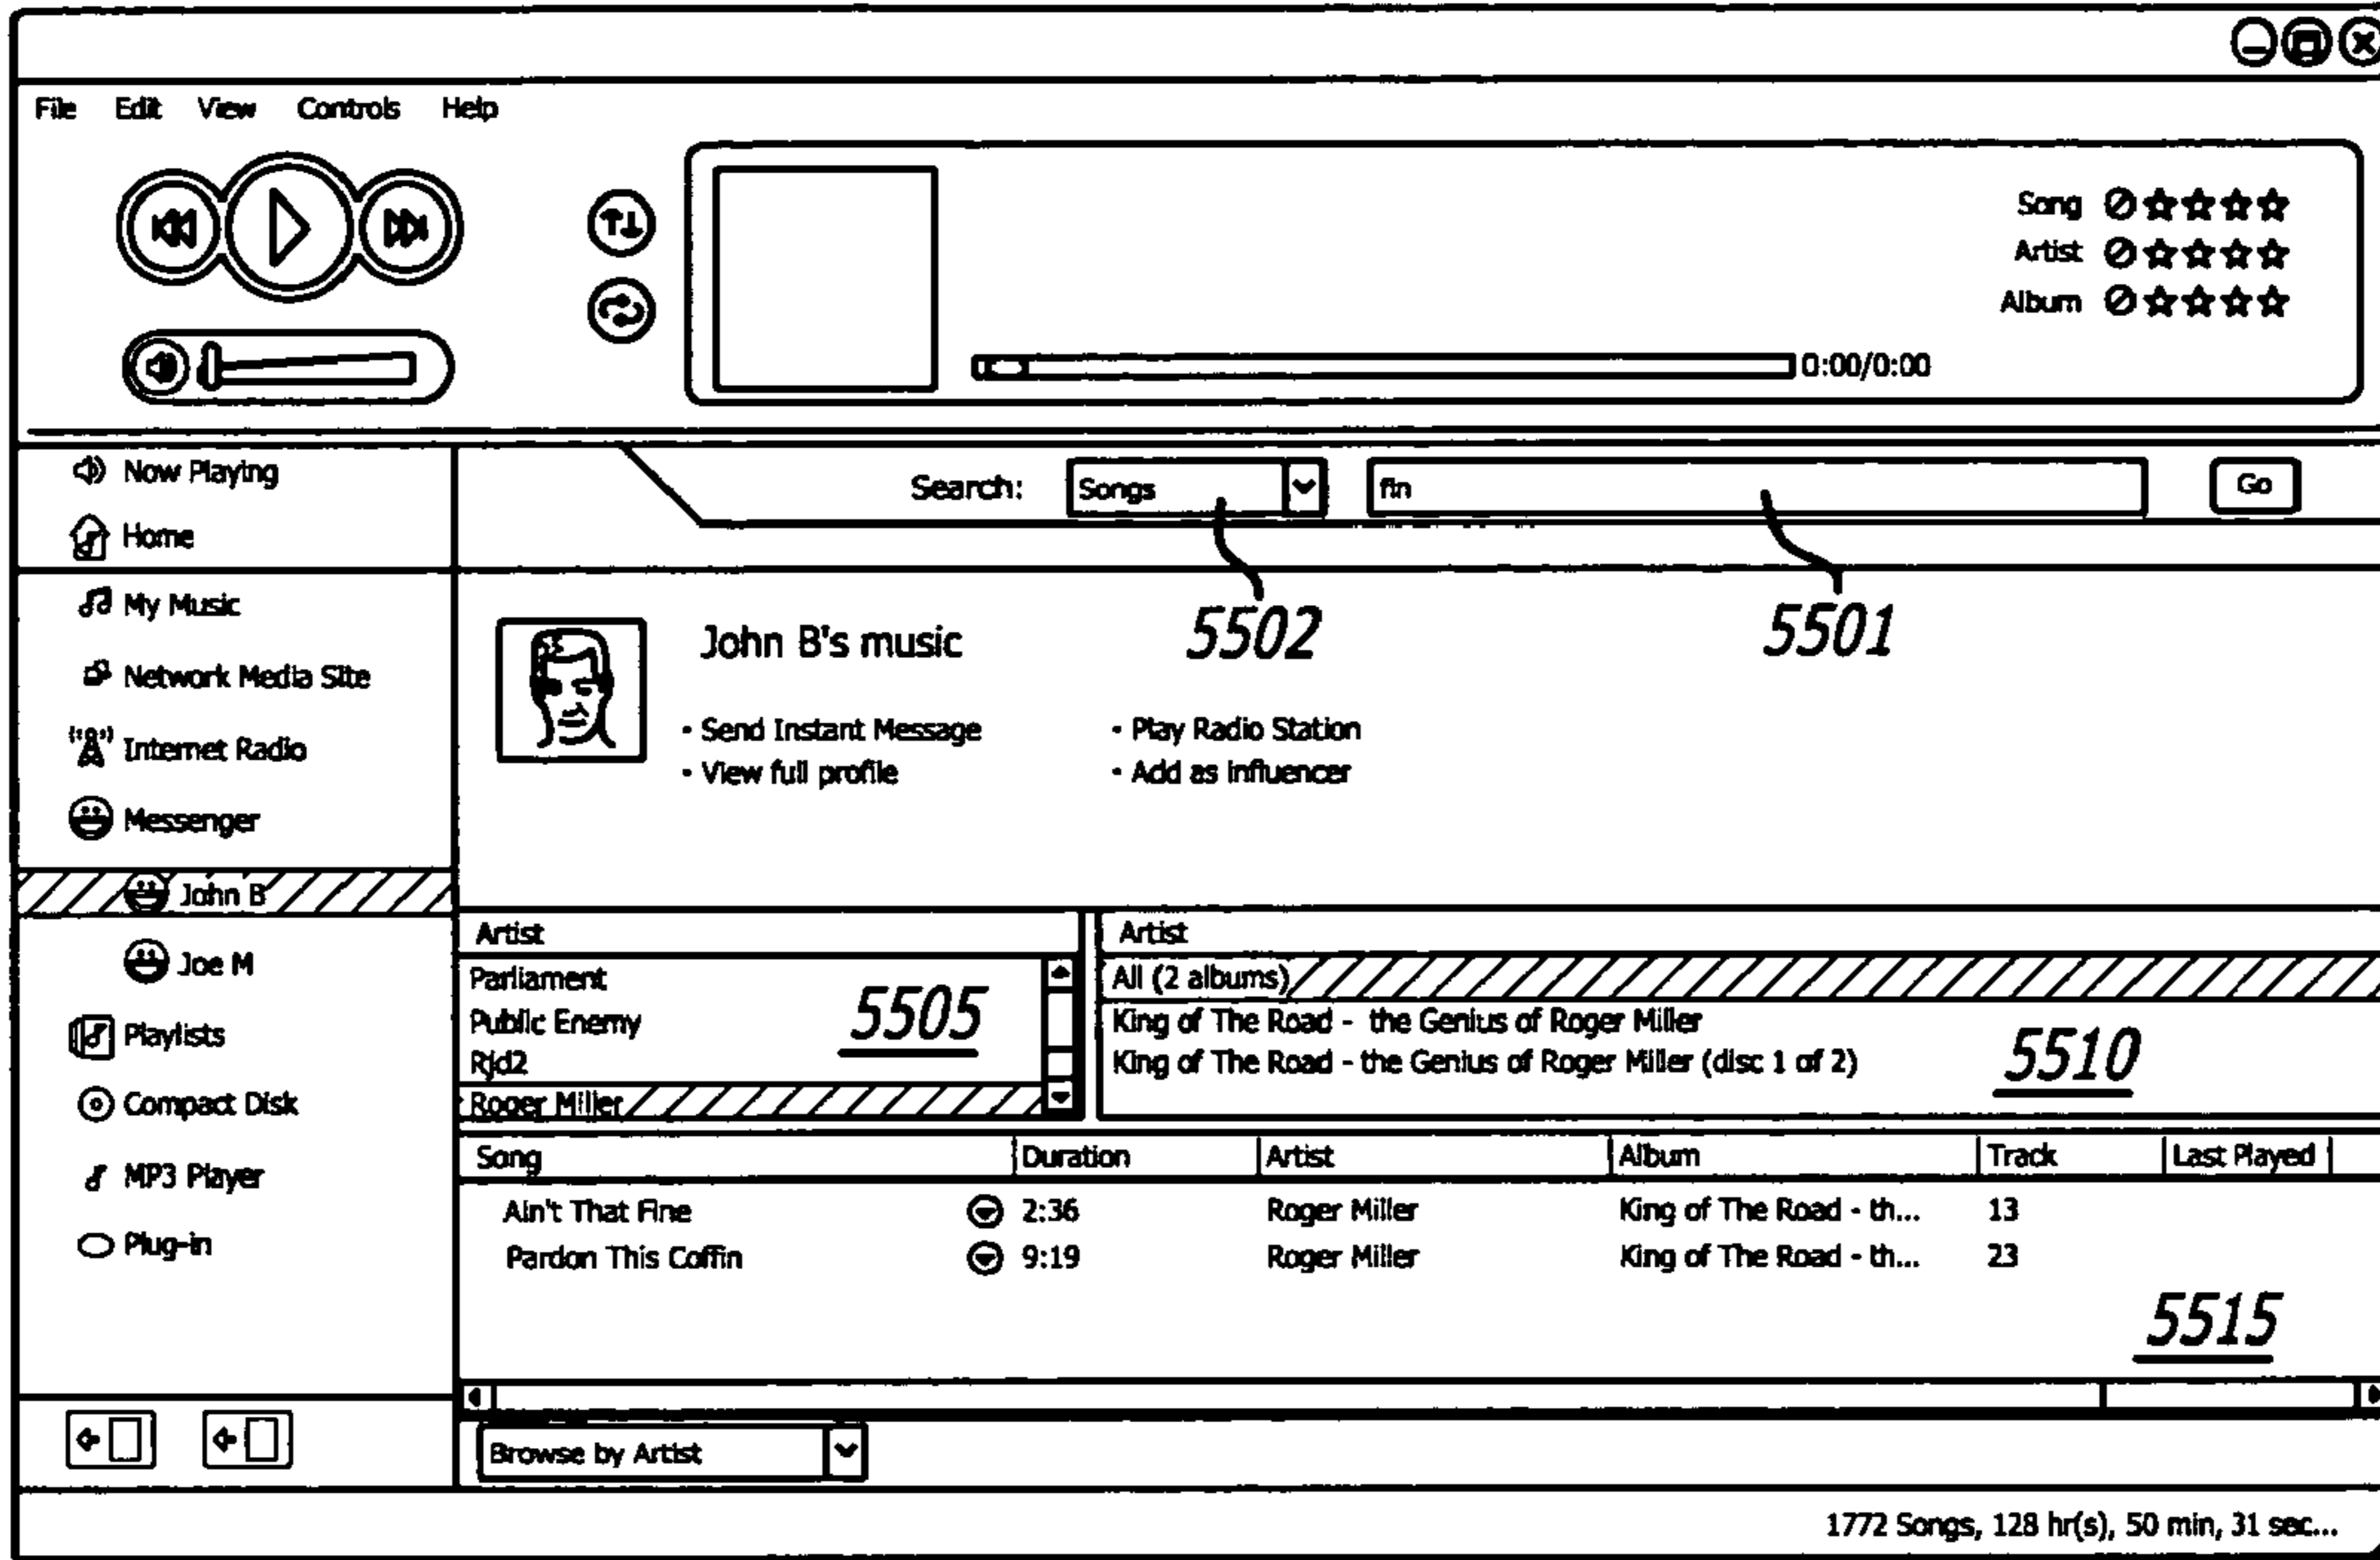 File Edit View Controls Help
Song
Artist
Album
0:00/0:00
Now Playing
Home
Search: Songs fin Go
5502 5501
My Music
Network Media Site
Internet Radio
Messenger
John B
Joe M
Playlists
Compact Disk
MP3 Player
Plug-in
John B's music
- Send Instant Message
- View full profile
- Play Radio Station
- Add as influencer
Artist
Parliament
Public Enemy
Rjd2
Roger Miller
5505
Artist
All (2 albums)
King of The Road - the Genius of Roger Miller
King of The Road - the Genius of Roger Miller (disc 1 of 2)
5510
Song Duration Artist Album Track Last Played
Ain't That Fine 2:36 Roger Miller King of The Road - th... 13
Pardon This Coffin 9:19 Roger Miller King of The Road - th... 23
5515
Browse by Artist
1772 Songs, 128 hr(s), 50 min, 31 sec...